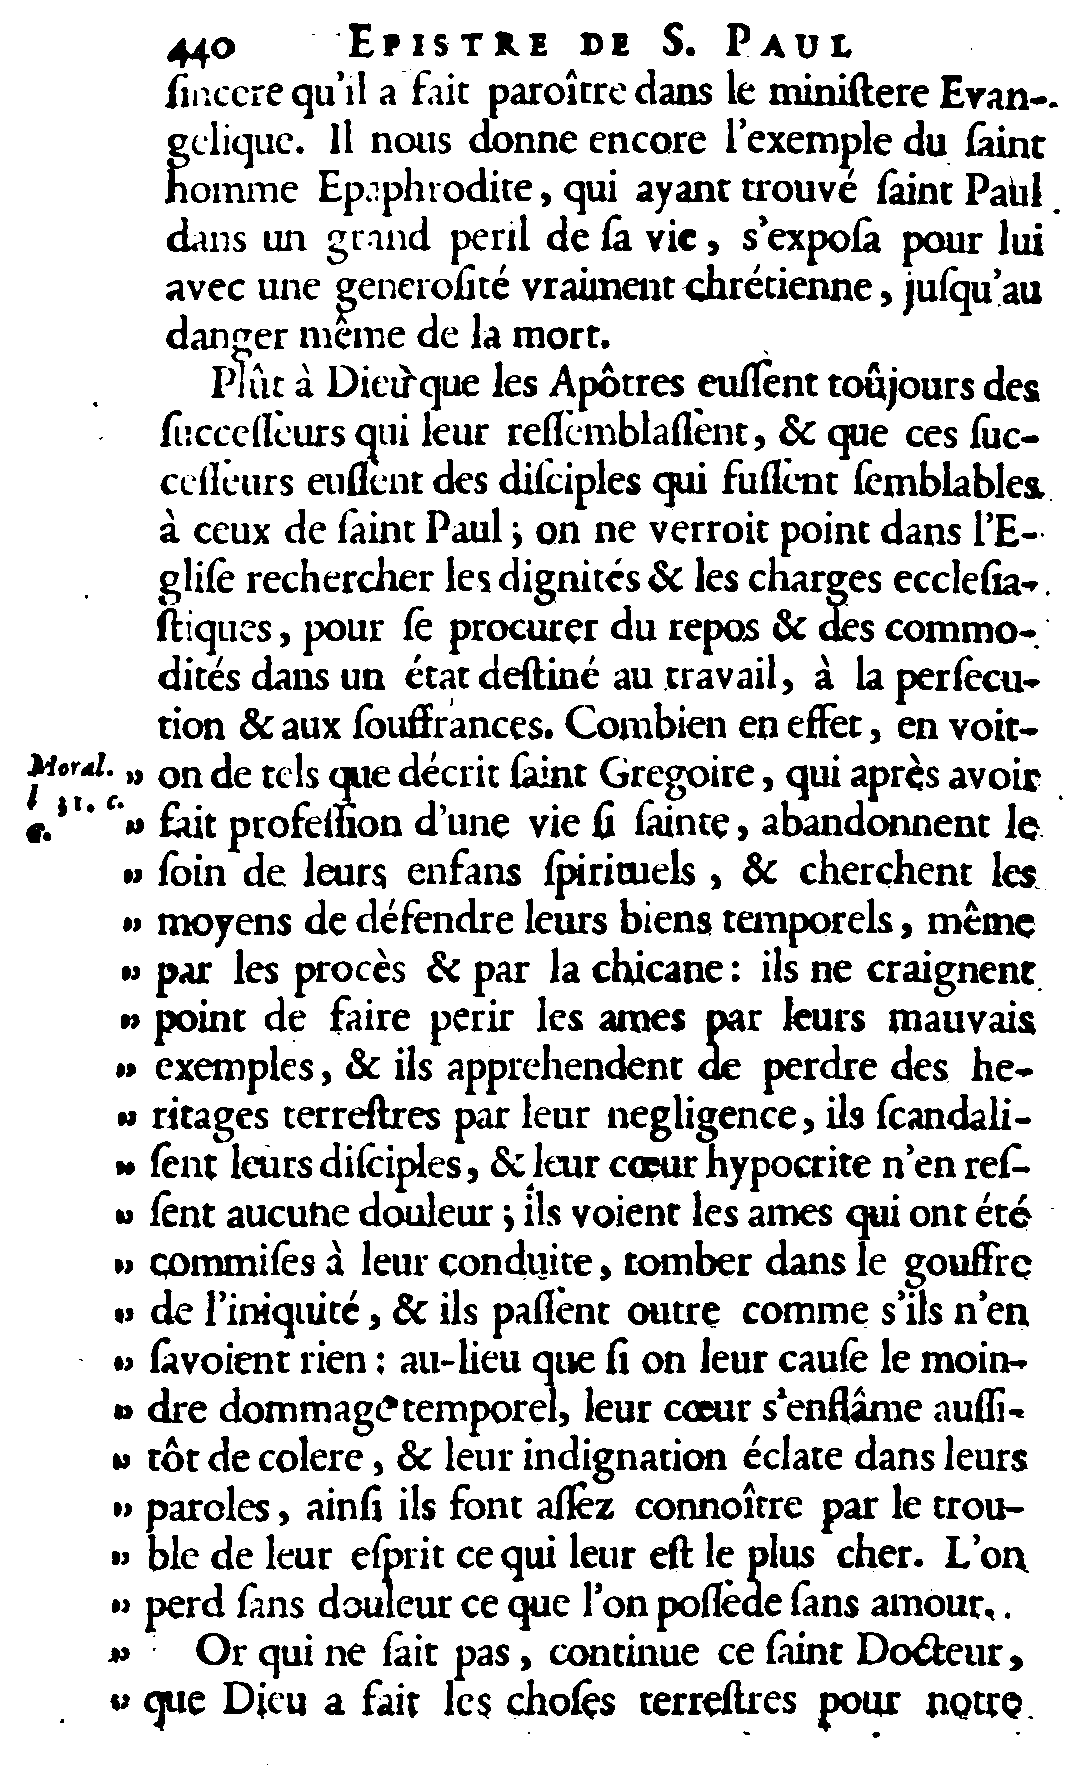 440 EPISTRE DE S. PAUL
ſincere qu'il a fait paroître dans le miniſtere Evan-
gelique. Il nous donne encore l'exemple du ſaint
homme Epaphrodite, qui ayant trouvé ſaint Paul
dans un grand peril de ſa vie, s'expoſa pour lui
avec une generoſité vraiment chrétienne, juſqu'au
danger même de la mort.
Plût à Dieu que les Apôtres euſſent toûjours des
ſucceſſeurs qui leur reſſemblaſſent, & que ces ſuc-
ceſſeurs euſſent des diſciples qui fuſſent ſemblables
à ceux de ſaint Paul; on ne verroit point dans l'E-
gliſe rechercher les dignités & les charges eccleſia-
ſtiques, pour ſe procurer du repos & des commo-
dités dans un état deſtiné au travail, à la perſecu-
tion & aux ſouffrances. Combien en effet, en voit-
Moral. „ on de tels que décrit ſaint Gregoire, qui après avoir
l 31. c. „ fait profeſſion d'une vie ſi ſainte, abandonnent le
„ ſoin de leurs enfans ſpirituels, & cherchent les
„ moyens de défendre leurs biens temporels, même
„ par les procès & par la chicane: ils ne craignent
„ point de faire perir les ames par leurs mauvais
„ exemples, & ils apprehendent de perdre des he-
„ ritages terreſtres par leur negligence, ils ſcandali-
„ ſent leurs diſciples, & leur cœur hypocrite n'en reſ-
„ ſent aucune douleur; ils voient les ames qui ont été
„ commiſes à leur conduite, tomber dans le gouffre
„ de l'iniquité, & ils paſſent outre comme s'ils n'en
„ ſavoient rien: au-lieu que ſi on leur cauſe le moin-
„ dre dommage temporel, leur cœur s'enflâme auſſi-
„ tôt de colere, & leur indignation éclate dans leurs
„ paroles, ainſi ils font aſſez connoître par le trou-
„ ble de leur eſprit ce qui leur eſt le plus cher. L'on
„ perd ſans douleur ce que l'on poſſède ſans amour.
„ Or qui ne ſait pas, continue ce ſaint Docteur,
„ que Dieu a fait les choſes terreſtres pour notre